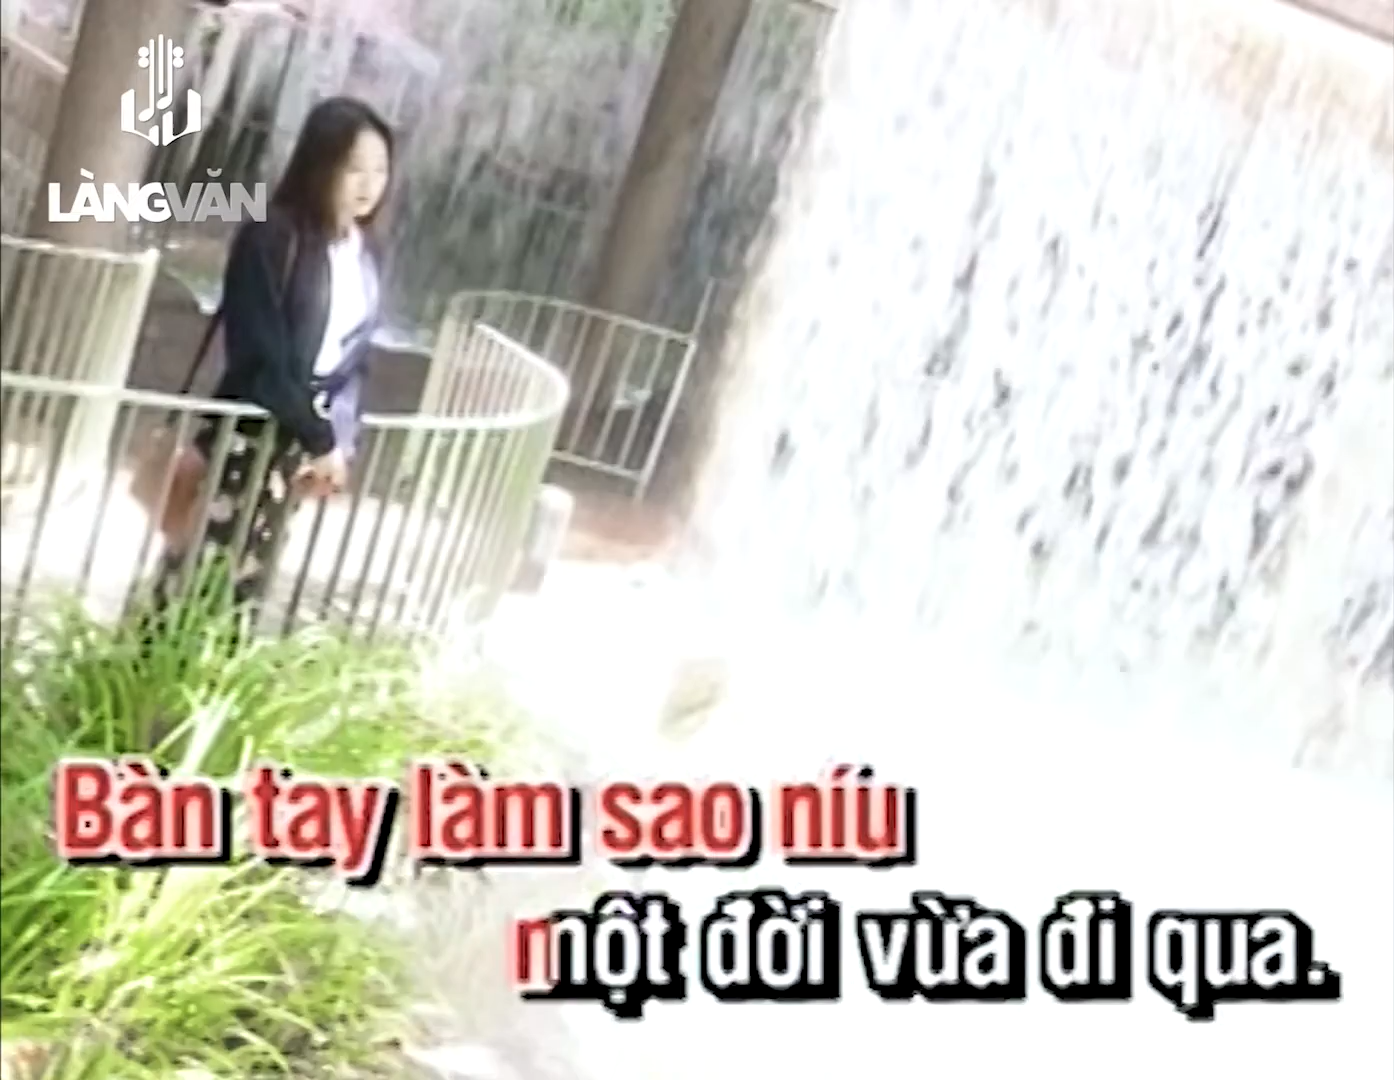 LÀNGVĂN
Bàn tay làm sao níu
một đời vừa đi qua.